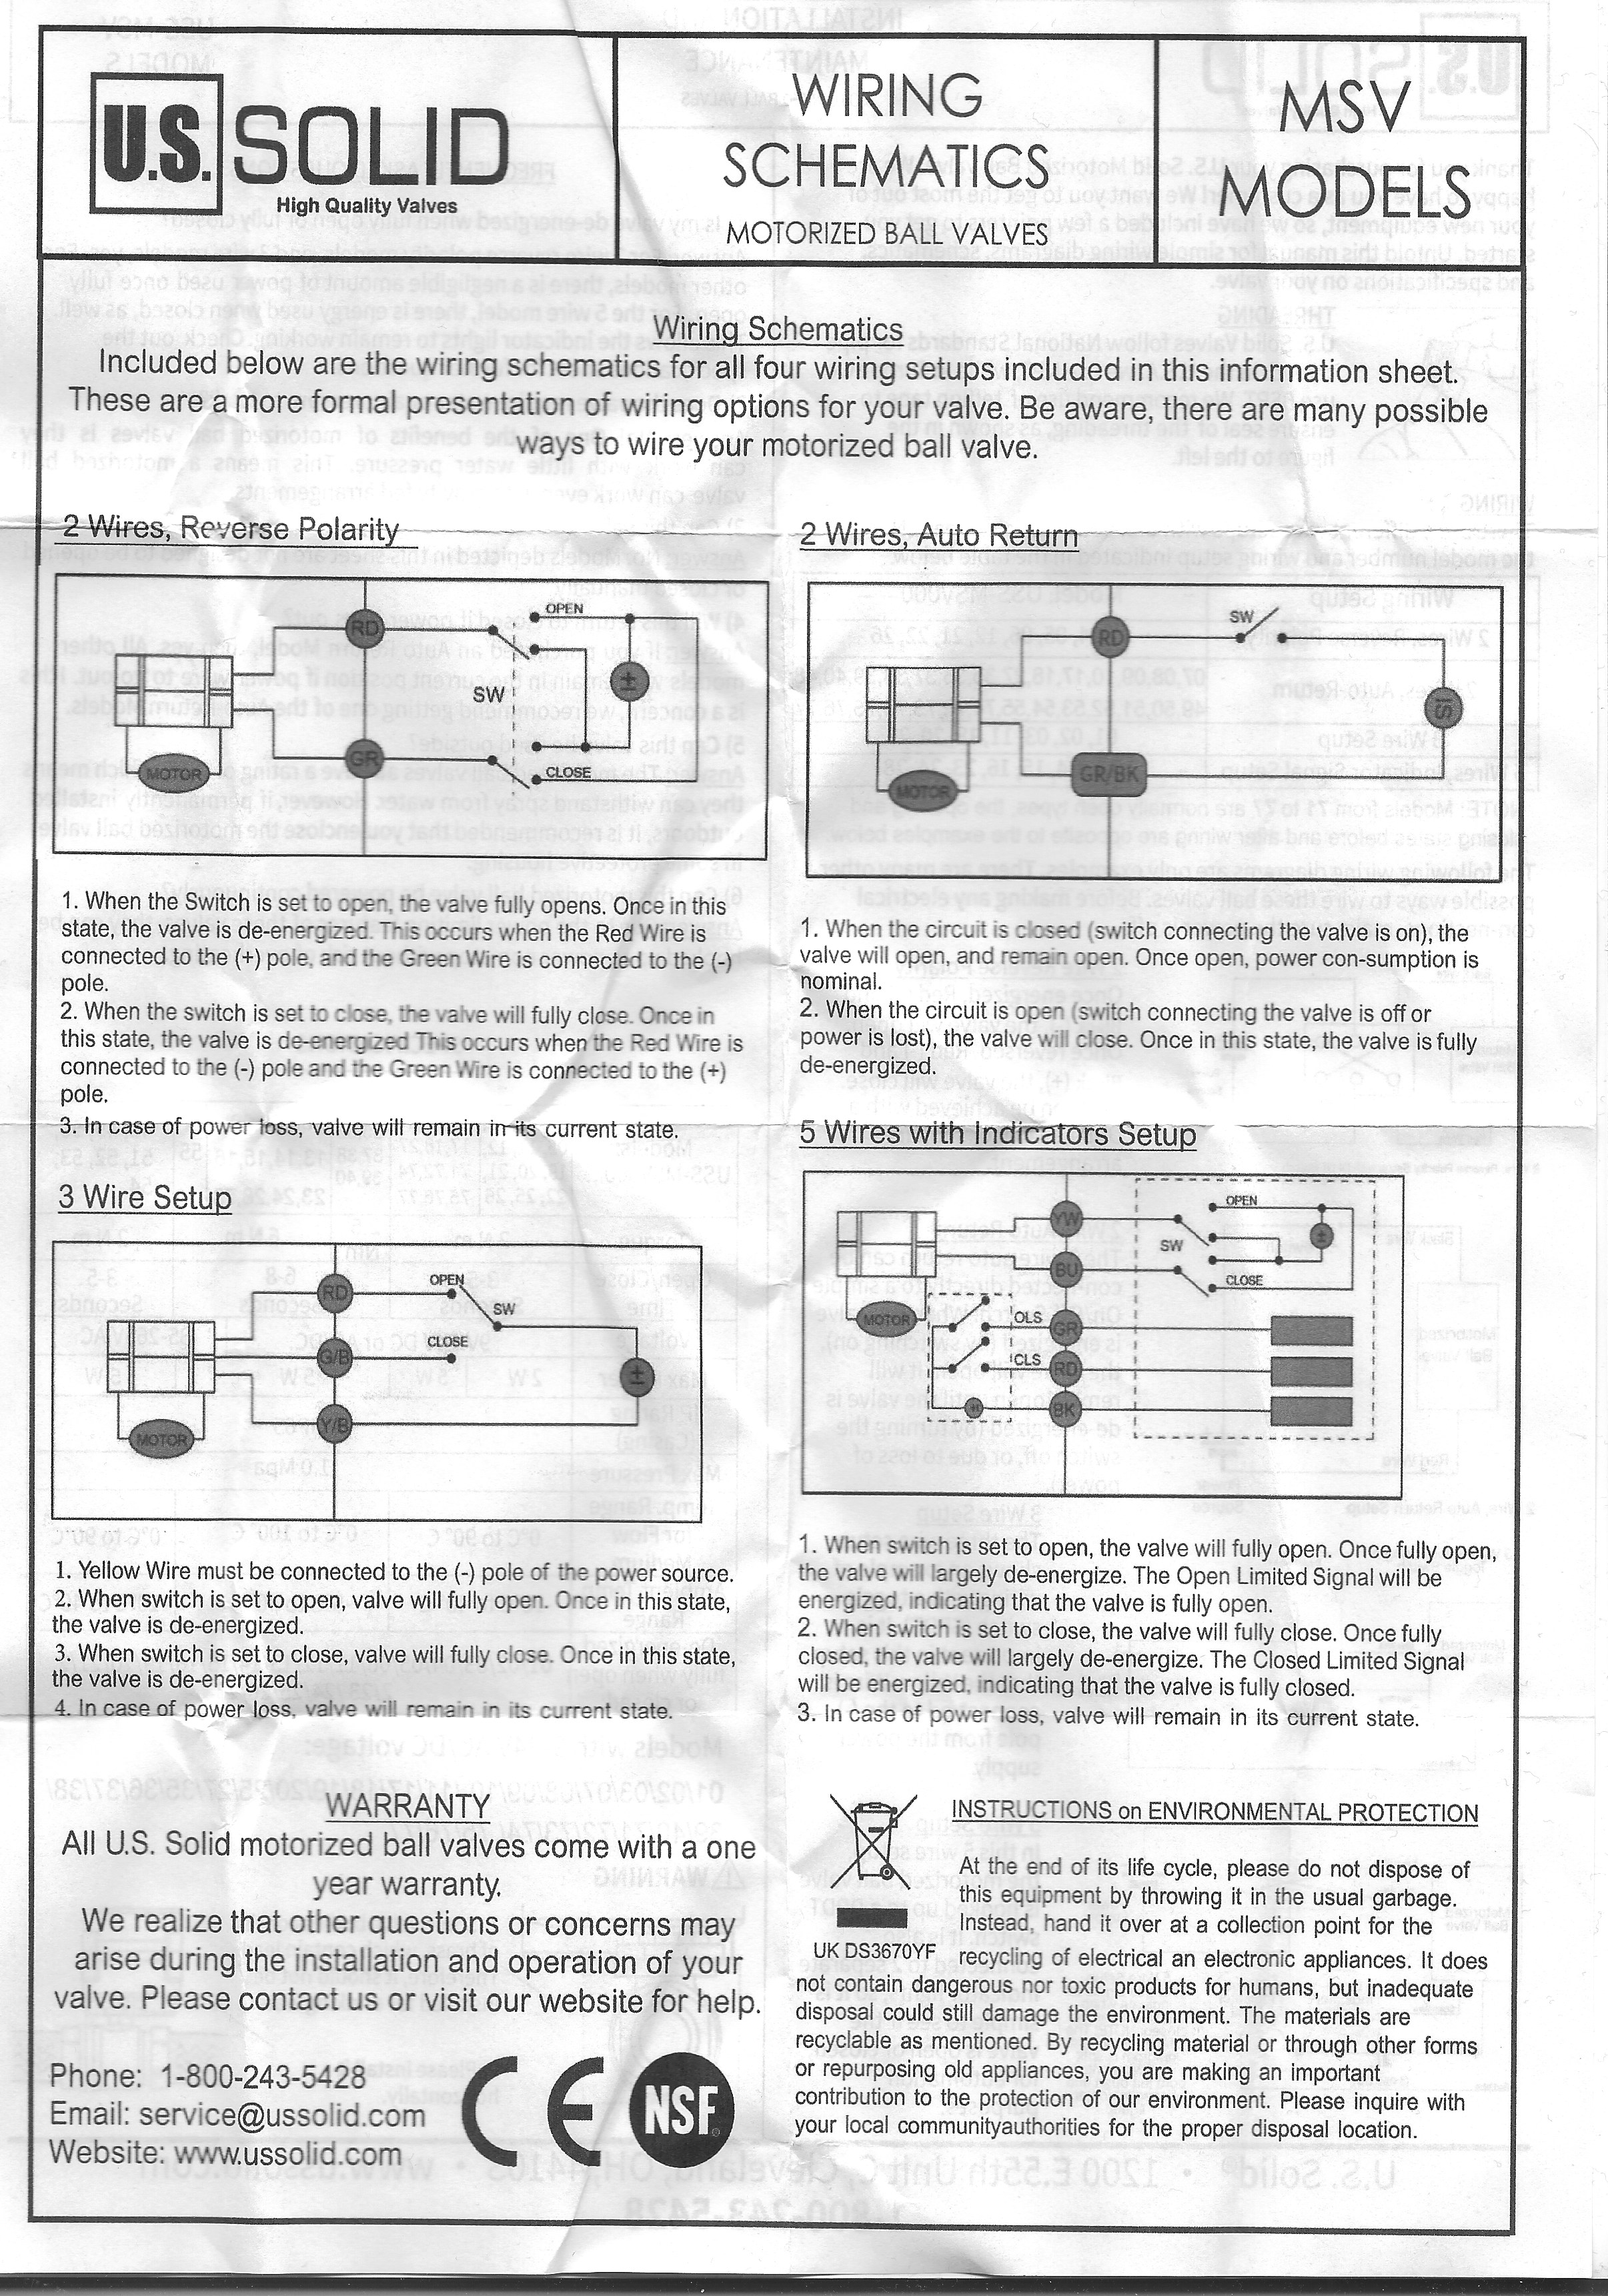 U.S. SOLID
High Quality Valves
WIRING
SCHEMATICS
MOTORIZED BALL VALVES
MSV
MODELS
Wiring Schematics
Included below are the wiring schematics for all four wiring setups included in this information sheet.
These are a more formal presentation of wiring options for your valve. Be aware, there are many possible
ways to wire your motorized ball valve.
2 Wires, Reverse Polarity
RD
OPEN
SW
±
GR
CLOSE
MOTOR
1. When the Switch is set to open, the valve fully opens. Once in this
state, the valve is de-energized. This occurs when the Red Wire is
connected to the (+) pole, and the Green Wire is connected to the (-)
pole.
2. When the switch is set to close, the valve will fully close. Once in
this state, the valve is de-energized This occurs when the Red Wire is
connected to the (-) pole and the Green Wire is connected to the (+)
pole.
3. In case of power loss, valve will remain in its current state.
3 Wire Setup
RD
OPEN
SW
G/B
CLOSE
±
Y/B
MOTOR
1. Yellow Wire must be connected to the (-) pole of the power source.
2. When switch is set to open, valve will fully open. Once in this state,
the valve is de-energized.
3. When switch is set to close, valve will fully close. Once in this state,
the valve is de-energized.
4. In case of power loss, valve will remain in its current state.
WARRANTY
All U.S. Solid motorized ball valves come with a one
year warranty.
We realize that other questions or concerns may
arise during the installation and operation of your
valve. Please contact us or visit our website for help.
Phone: 1-800-243-5428
Email: service@ussolid.com
Website: www.ussolid.com
CE
NSF
2 Wires, Auto Return
RD
SW
GR/BK
MOTOR
1. When the circuit is closed (switch connecting the valve is on), the
valve will open, and remain open. Once open, power con-sumption is
nominal.
2. When the circuit is open (switch connecting the valve is off or
power is lost), the valve will close. Once in this state, the valve is fully
de-energized.
5 Wires with Indicators Setup
YW
OPEN
SW
±
BU
CLOSE
MOTOR
OLS
GR
CLS
RD
BK
1. When switch is set to open, the valve will fully open. Once fully open,
the valve will largely de-energize. The Open Limited Signal will be
energized, indicating that the valve is fully open.
2. When switch is set to close, the valve will fully close. Once fully
closed, the valve will largely de-energize. The Closed Limited Signal
will be energized, indicating that the valve is fully closed.
3. In case of power loss, valve will remain in its current state.
INSTRUCTIONS on ENVIRONMENTAL PROTECTION
UK DS3670YF
At the end of its life cycle, please do not dispose of
this equipment by throwing it in the usual garbage.
Instead, hand it over at a collection point for the
recycling of electrical an electronic appliances. It does
not contain dangerous nor toxic products for humans, but inadequate
disposal could still damage the environment. The materials are
recyclable as mentioned. By recycling material or through other forms
or repurposing old appliances, you are making an important
contribution to the protection of our environment. Please inquire with
your local communityauthorities for the proper disposal location.